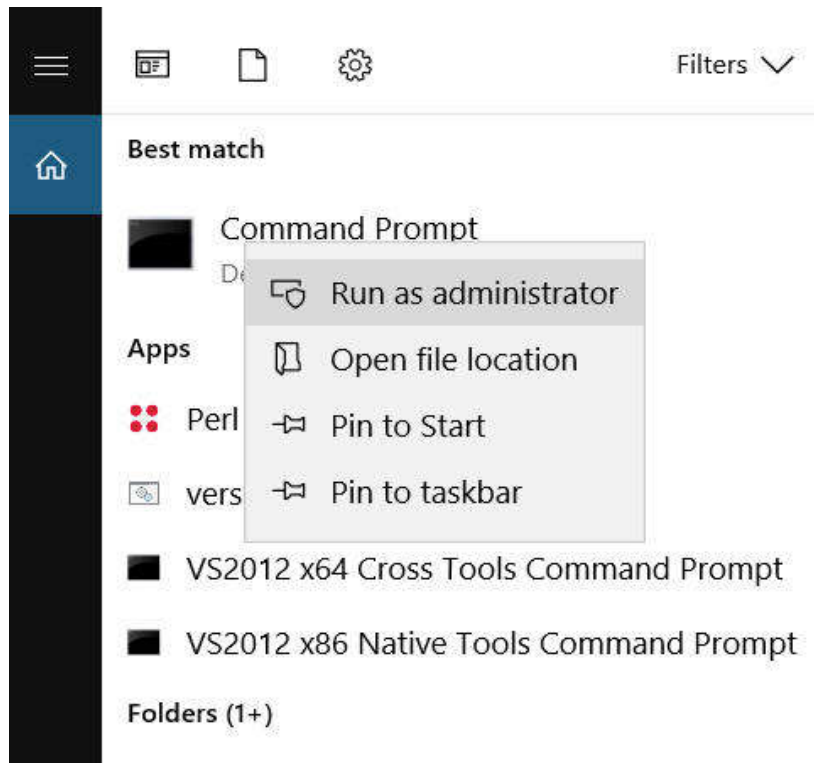 Filters
Best match
Command Prompt
Run as administrator
Apps
Open file location
Perl
Pin to Start
vers
Pin to taskbar
VS2012 x64 Cross Tools Command Prompt
VS2012 x86 Native Tools Command Prompt
Folders (1+)